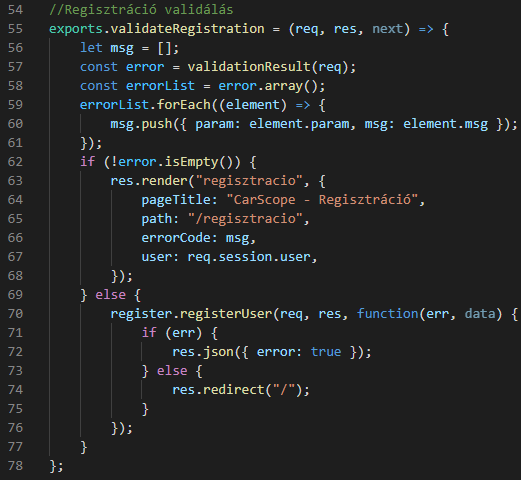 54 //Regisztráció validálás
55 exports.validateRegistration = (req, res, next) => {
56 let msg = [];
57 const error = validationResult(req);
58 const errorList = error.array();
59 errorList.forEach((element) => {
60 msg.push({ param: element.param, msg: element.msg });
61 });
62 if (!error.isEmpty()) {
63 res.render("regisztracio", {
64 pageTitle: "CarScope - Regisztráció",
65 path: "/regisztracio",
66 errorCode: msg,
67 user: req.session.user,
68 });
69 } else {
70 register.registerUser(req, res, function(err, data) {
71 if (err) {
72 res.json({ error: true });
73 } else {
74 res.redirect("/");
75 }
76 });
77 }
78 };